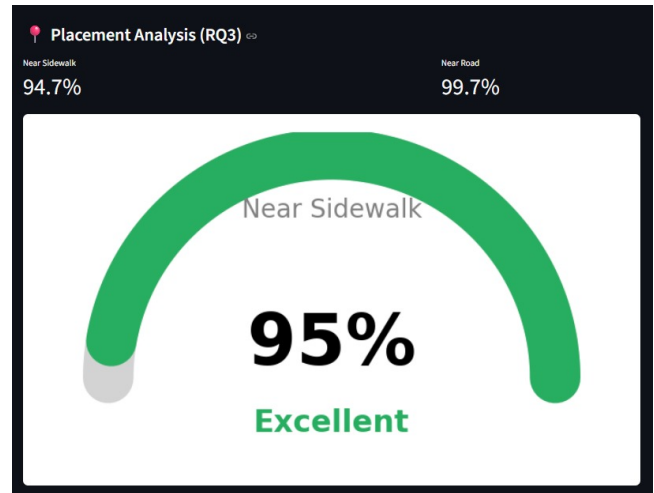 Placement Analysis (RQ3)
Near Sidewalk
94.7%
Near Road
99.7%
Near Sidewalk
95%
Excellent